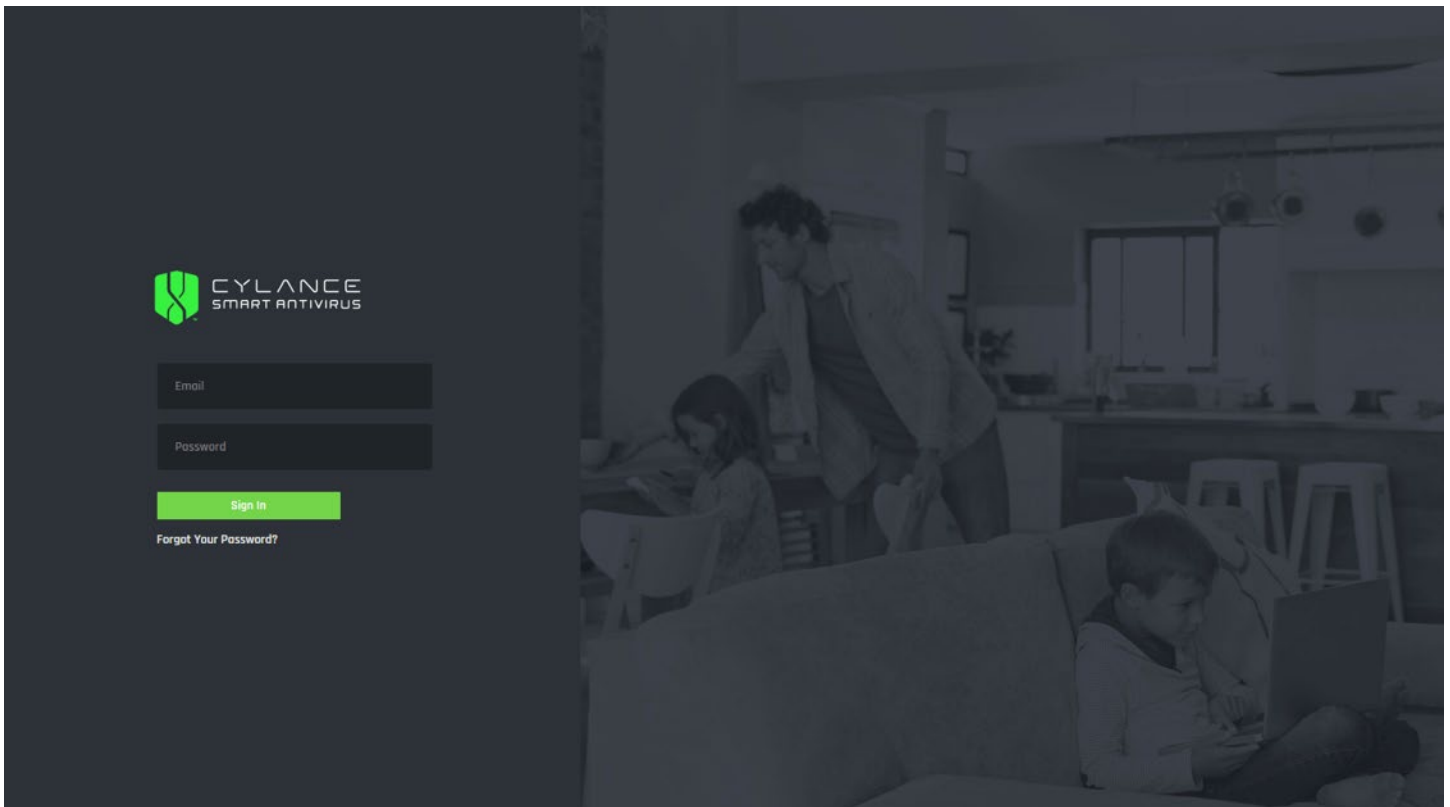 CYLANCE
SMART ANTIVIRUS
Email
Password
Sign In
Forgot Your Password?